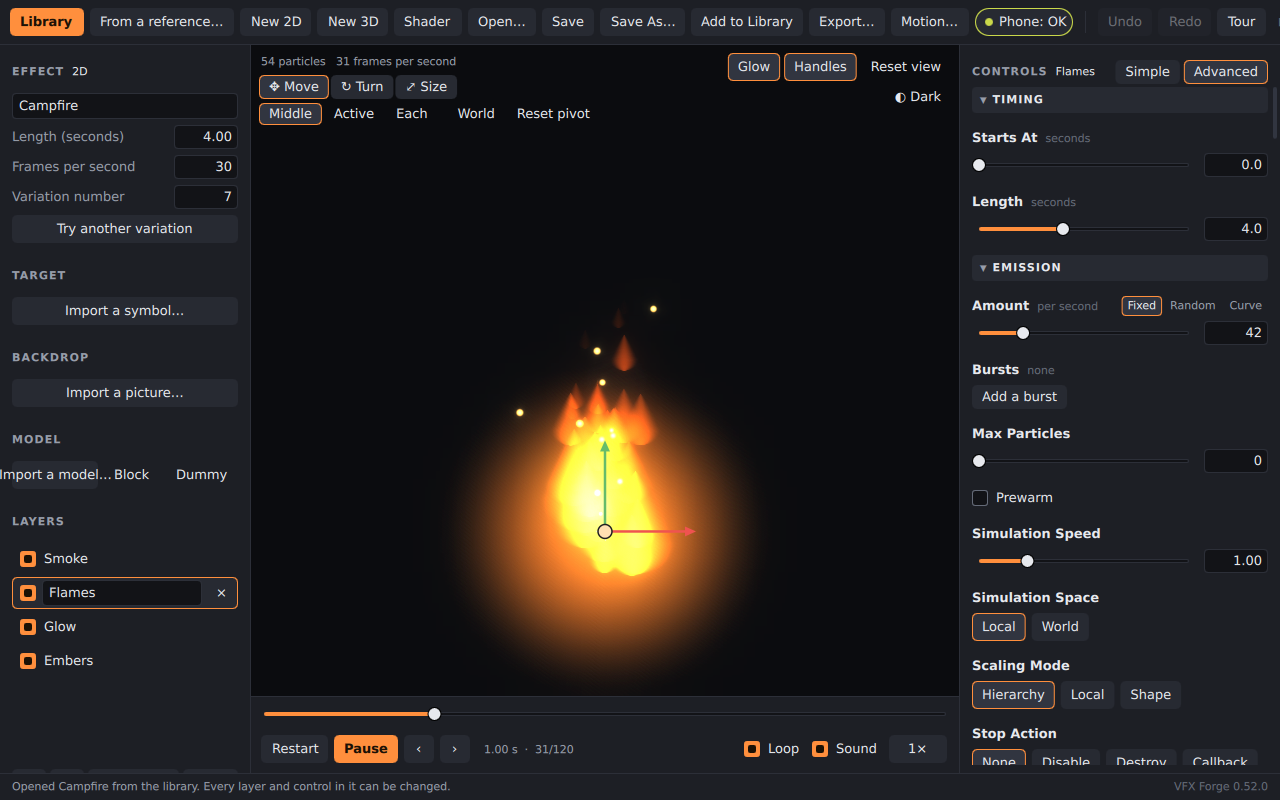 Library From a reference... New 2D New 3D Shader Open... Save Save As... Add to Library Export... Motion... Phone: OK Undo Redo Tour
EFFECT 2D
Campfire
Length (seconds) 4.00
Frames per second 30
Variation number 7
Try another variation
TARGET
Import a symbol...
BACKDROP
Import a picture...
MODEL
Import a model... Block Dummy
LAYERS
Smoke
Flames ×
Glow
Embers
54 particles 31 frames per second
Move Turn Size
Middle Active Each World Reset pivot
Glow Handles Reset view
Dark
Restart Pause ‹ › 1.00 s · 31/120 Loop Sound 1×
CONTROLS Flames Simple Advanced
TIMING
Starts At seconds
0.0
Length seconds
4.0
EMISSION
Amount per second Fixed Random Curve
42
Bursts none
Add a burst
Max Particles
0
Prewarm
Simulation Speed
1.00
Simulation Space
Local World
Scaling Mode
Hierarchy Local Shape
Stop Action
None Disable Destroy Callback
Opened Campfire from the library. Every layer and control in it can be changed. VFX Forge 0.52.0